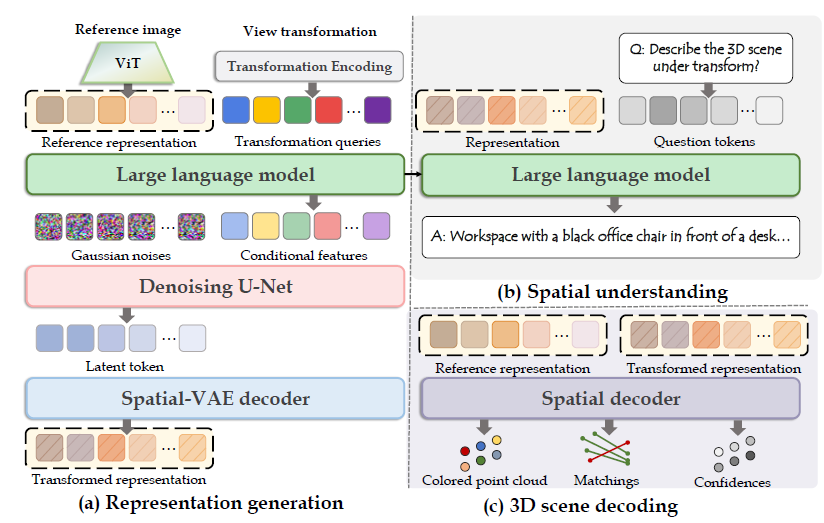 Reference image
ViT
View transformation
Transformation Encoding
Reference representation
Transformation queries
Large language model
Gaussian noises
Conditional features
Denoising U-Net
Latent token
Spatial-VAE decoder
Transformed representation
(a) Representation generation
Q: Describe the 3D scene
under transform?
Representation
Question tokens
Large language model
A: Workspace with a black office chair in front of a desk...
(b) Spatial understanding
Reference representation
Transformed representation
Spatial decoder
Colored point cloud
Matchings
Confidences
(c) 3D scene decoding